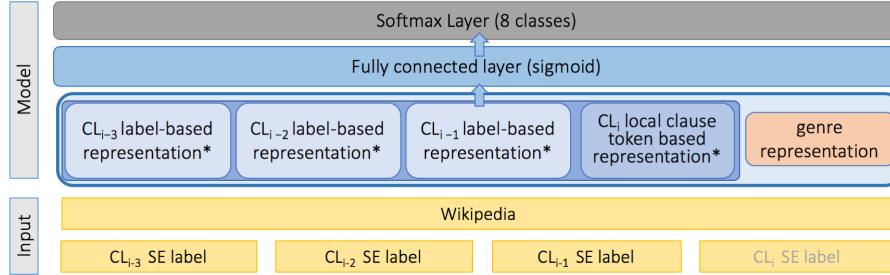 Model
Softmax Layer (8 classes)
Fully connected layer (sigmoid)
CLi−3 label-based
representation*
CLi −2 label-based
representation*
CLi −1 label-based
representation*
CLi local clause
token based
representation*
genre
representation
Input
Wikipedia
CLi-3 SE label
CLi-2 SE label
CLi-1 SE label
CLi SE label